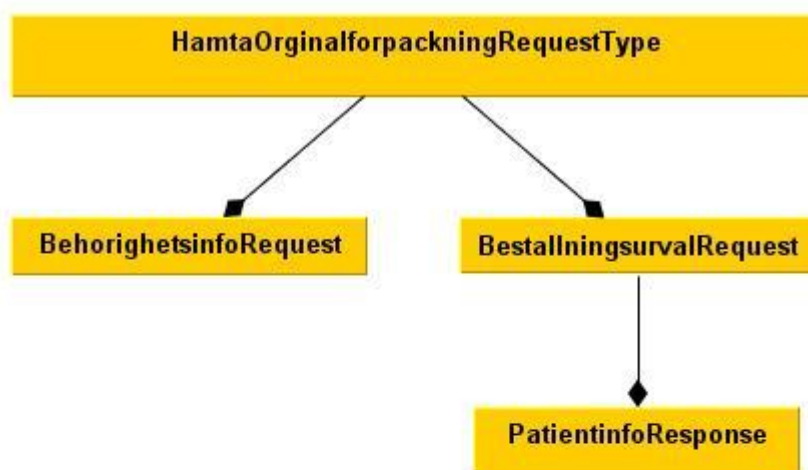 HamtaOrginalforpackningRequestType
BehorighetsinfoRequest
BestallningsurvalRequest
PatientinfoResponse